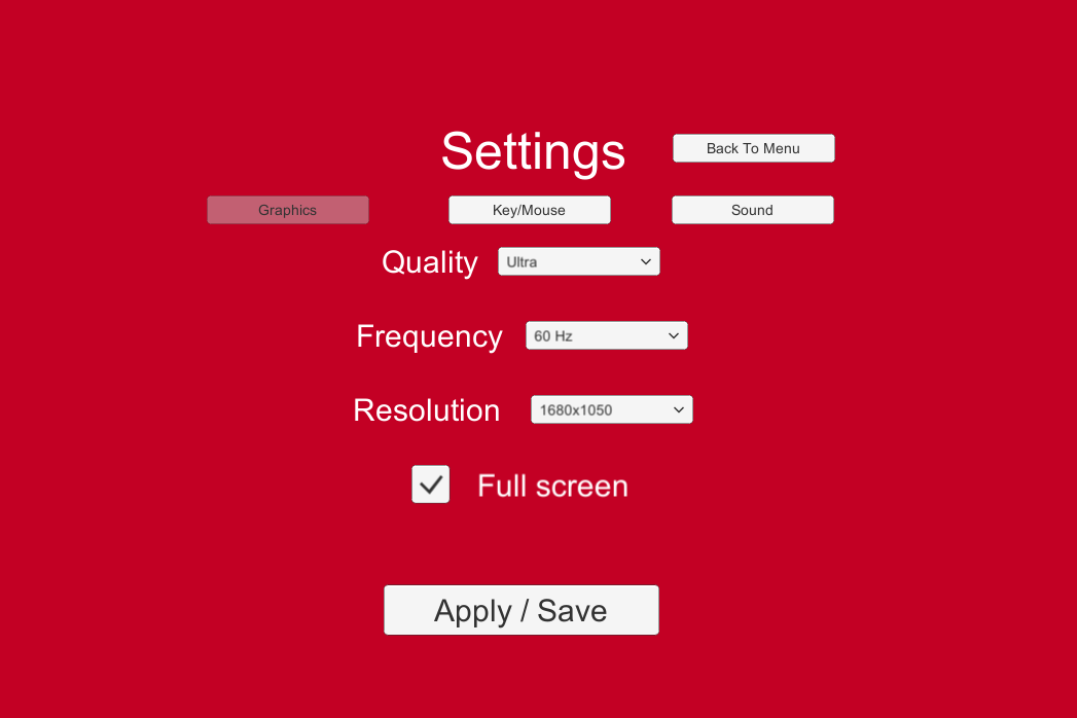 Settings
Back To Menu
Graphics
Key/Mouse
Sound
Quality
Ultra
Frequency
60 Hz
Resolution
1680x1050
Full screen
Apply / Save